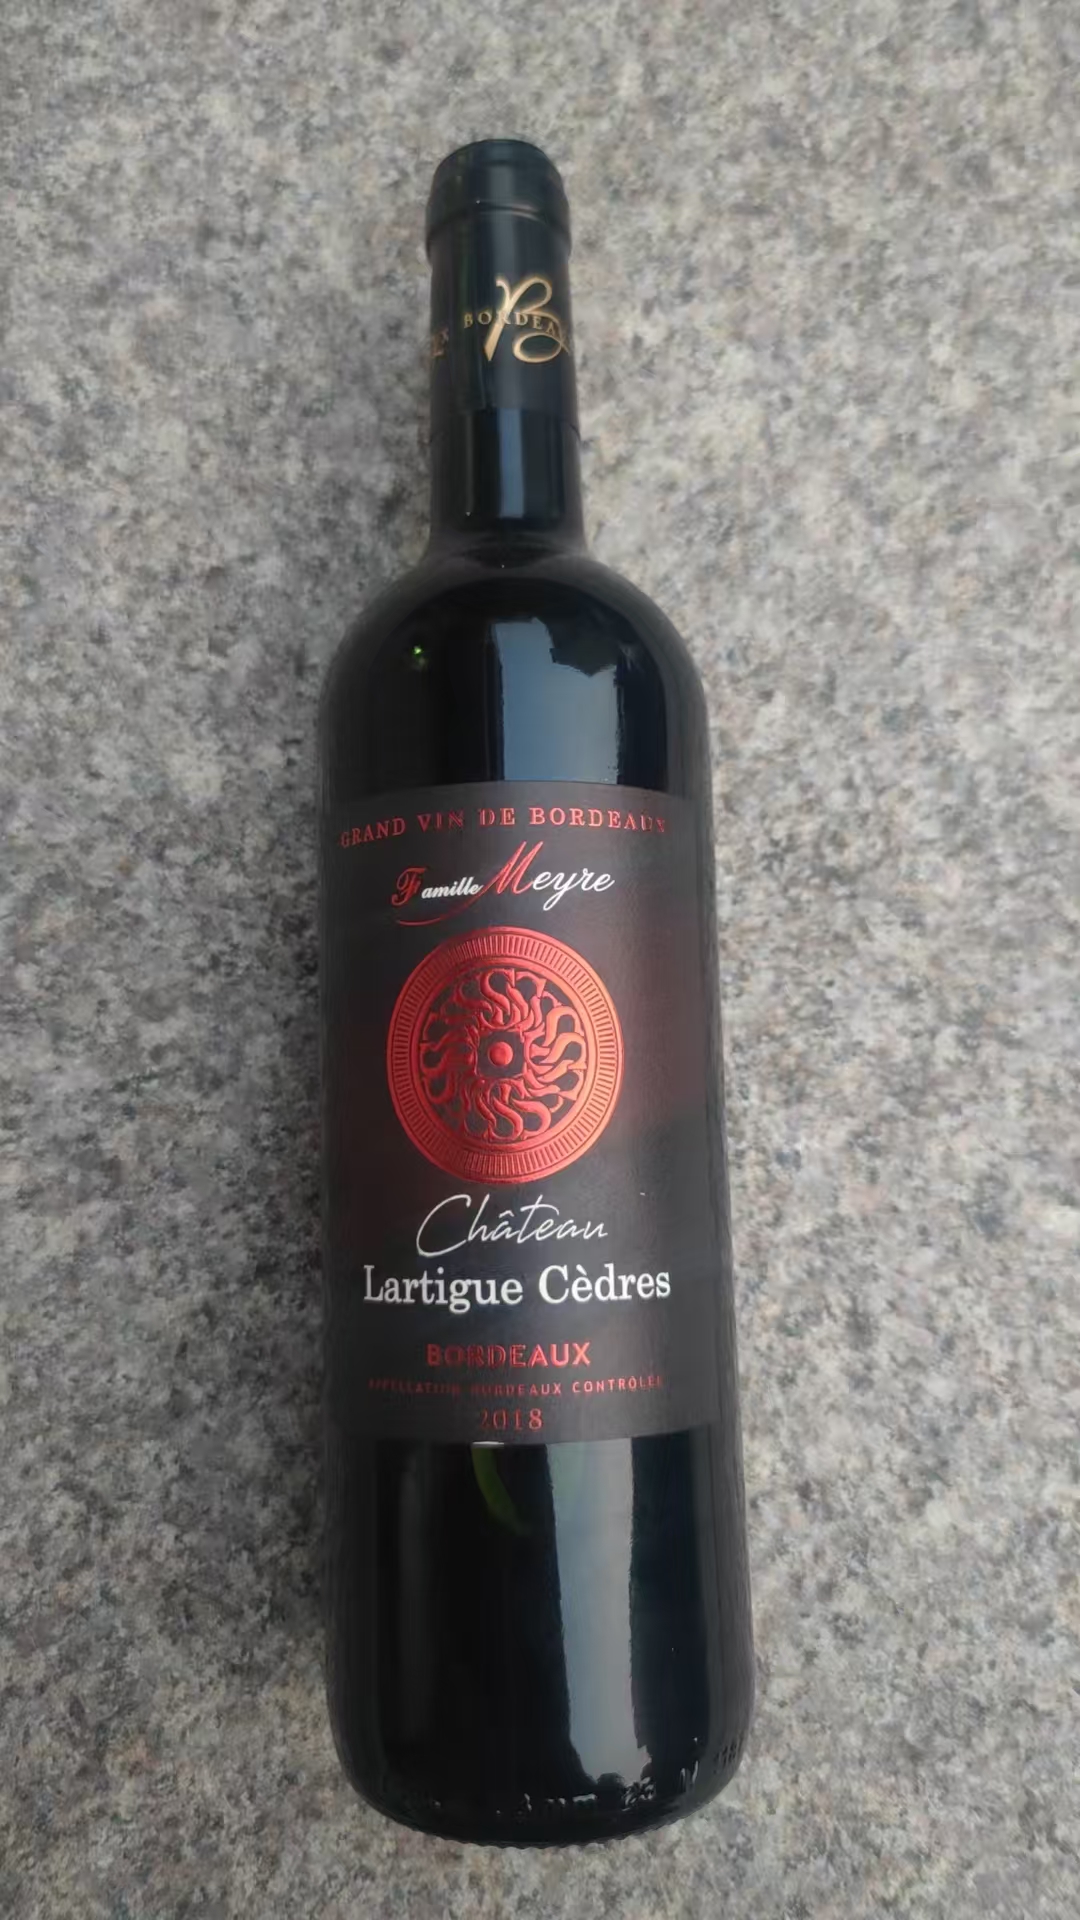 BORDEAUX
B
GRAND VIN DE BORDEAUX
Famille Meyre
Château
Lartigue Cèdres
BORDEAUX
APPELLATION BORDEAUX CONTRÔLÉE
2018